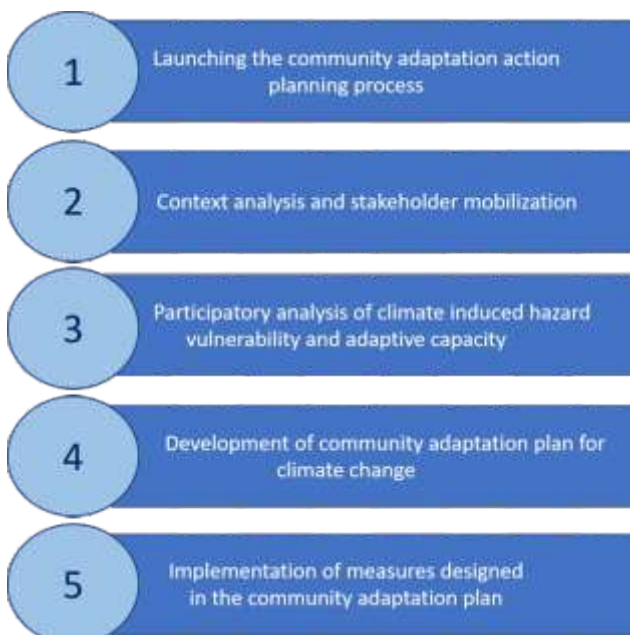 1
Launching the community adaptation action
planning process
2
Context analysis and stakeholder mobilization
3
Participatory analysis of climate induced hazard
vulnerability and adaptive capacity
4
Development of community adaptation plan for
climate change
5
Implementation of measures designed
in the community adaptation plan